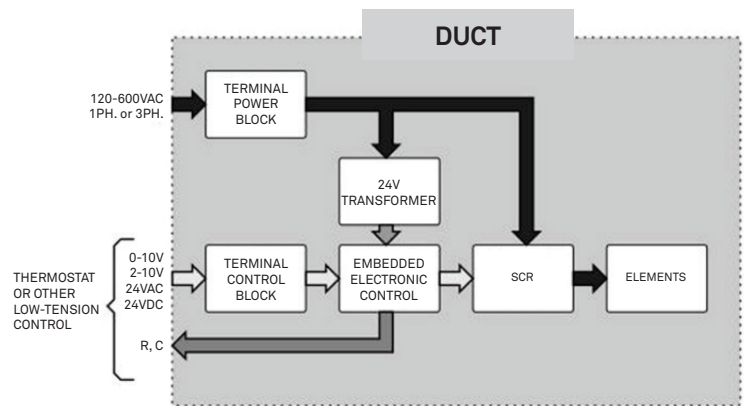 DUCT
120-600VAC
1PH. or 3PH.
TERMINAL
POWER
BLOCK
24V
TRANSFORMER
THERMOSTAT
OR OTHER
LOW-TENSION
CONTROL
0-10V
2-10V
24VAC
24VDC
R, C
TERMINAL
CONTROL
BLOCK
EMBEDDED
ELECTRONIC
CONTROL
SCR
ELEMENTS